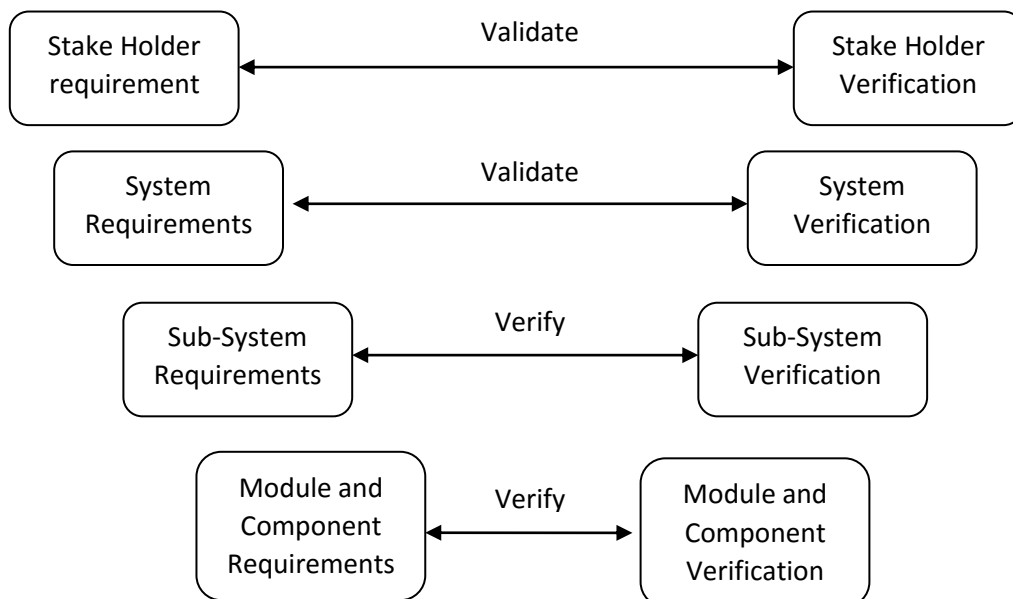 Stake Holder
requirement
Validate
Stake Holder
Verification
System
Requirements
Validate
System
Verification
Sub-System
Requirements
Verify
Sub-System
Verification
Module and
Component
Requirements
Verify
Module and
Component
Verification